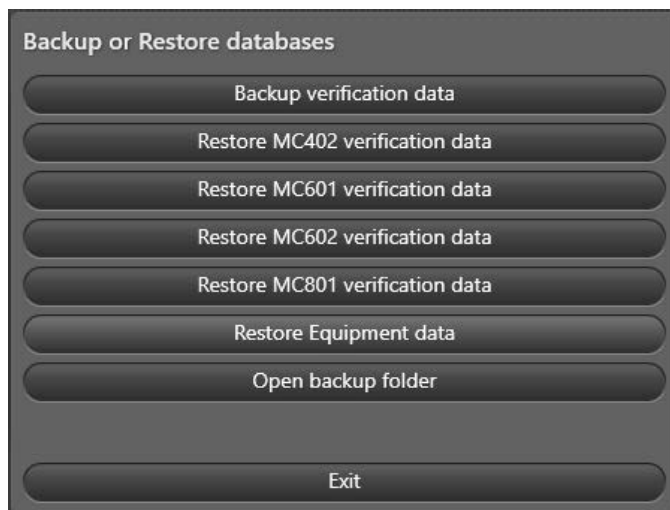 Backup or Restore databases
Backup verification data
Restore MC402 verification data
Restore MC601 verification data
Restore MC602 verification data
Restore MC801 verification data
Restore Equipment data
Open backup folder
Exit